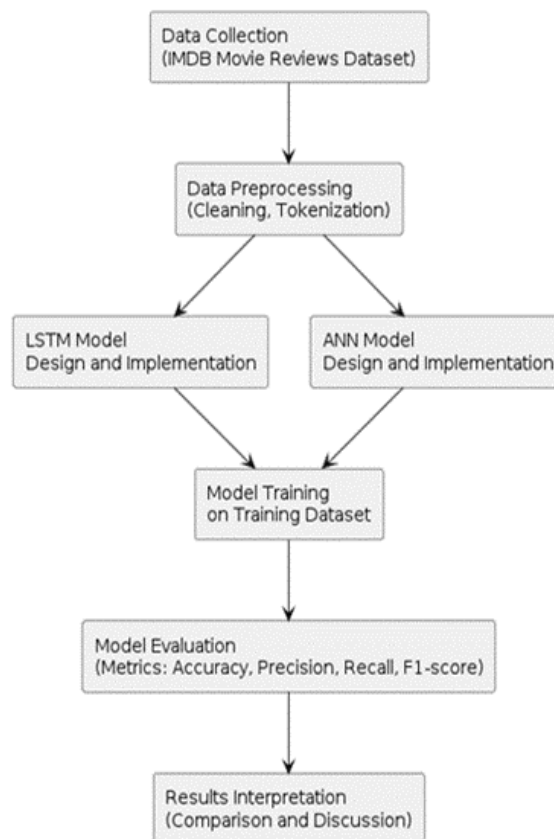 Data Collection
(IMDB Movie Reviews Dataset)
Data Preprocessing
(Cleaning, Tokenization)
LSTM Model
Design and Implementation
ANN Model
Design and Implementation
Model Training
on Training Dataset
Model Evaluation
(Metrics: Accuracy, Precision, Recall, F1-score)
Results Interpretation
(Comparison and Discussion)